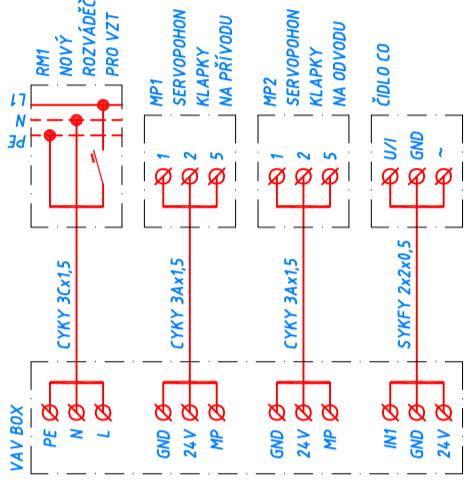 VAV BOX
PE
N
L
CYKY 3Cx1,5
PE
N
L1
RM1
NOVÝ
ROZVÁDĚČ
PRO VZT
GND
24V
MP
CYKY 3Ax1,5
1
2
5
MP1
SERVOPOHON
KLAPKY
NA PŘÍVODU
GND
24V
MP
CYKY 3Ax1,5
1
2
5
MP2
SERVOPOHON
KLAPKY
NA ODVODU
IN1
GND
24V
SYKFY 2x2x0,5
U/I
GND
~
ČIDLO CO